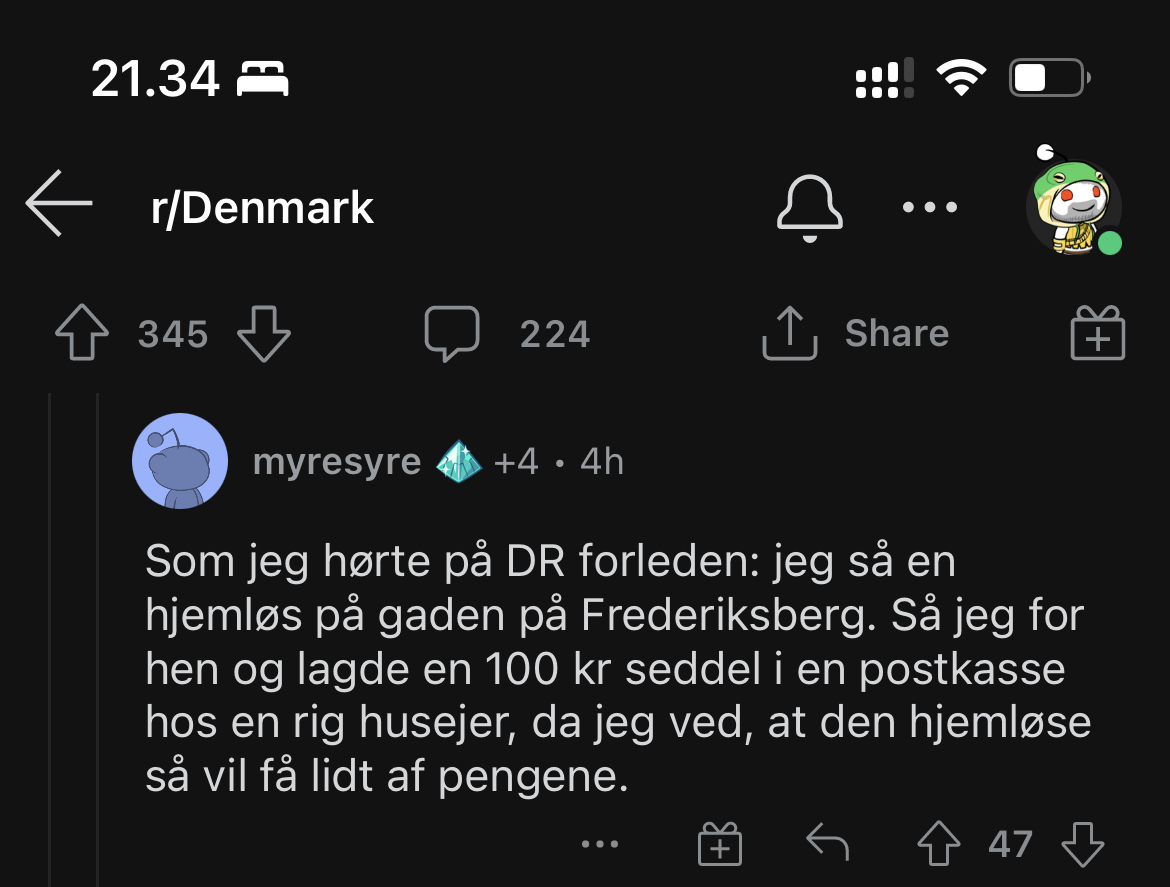 21.34
r/Denmark
345 224 Share
myresyre +4 • 4h
Som jeg hørte på DR forleden: jeg så en
hjemløs på gaden på Frederiksberg. Så jeg for
hen og lagde en 100 kr seddel i en postkasse
hos en rig husejer, da jeg ved, at den hjemløse
så vil få lidt af pengene.
47